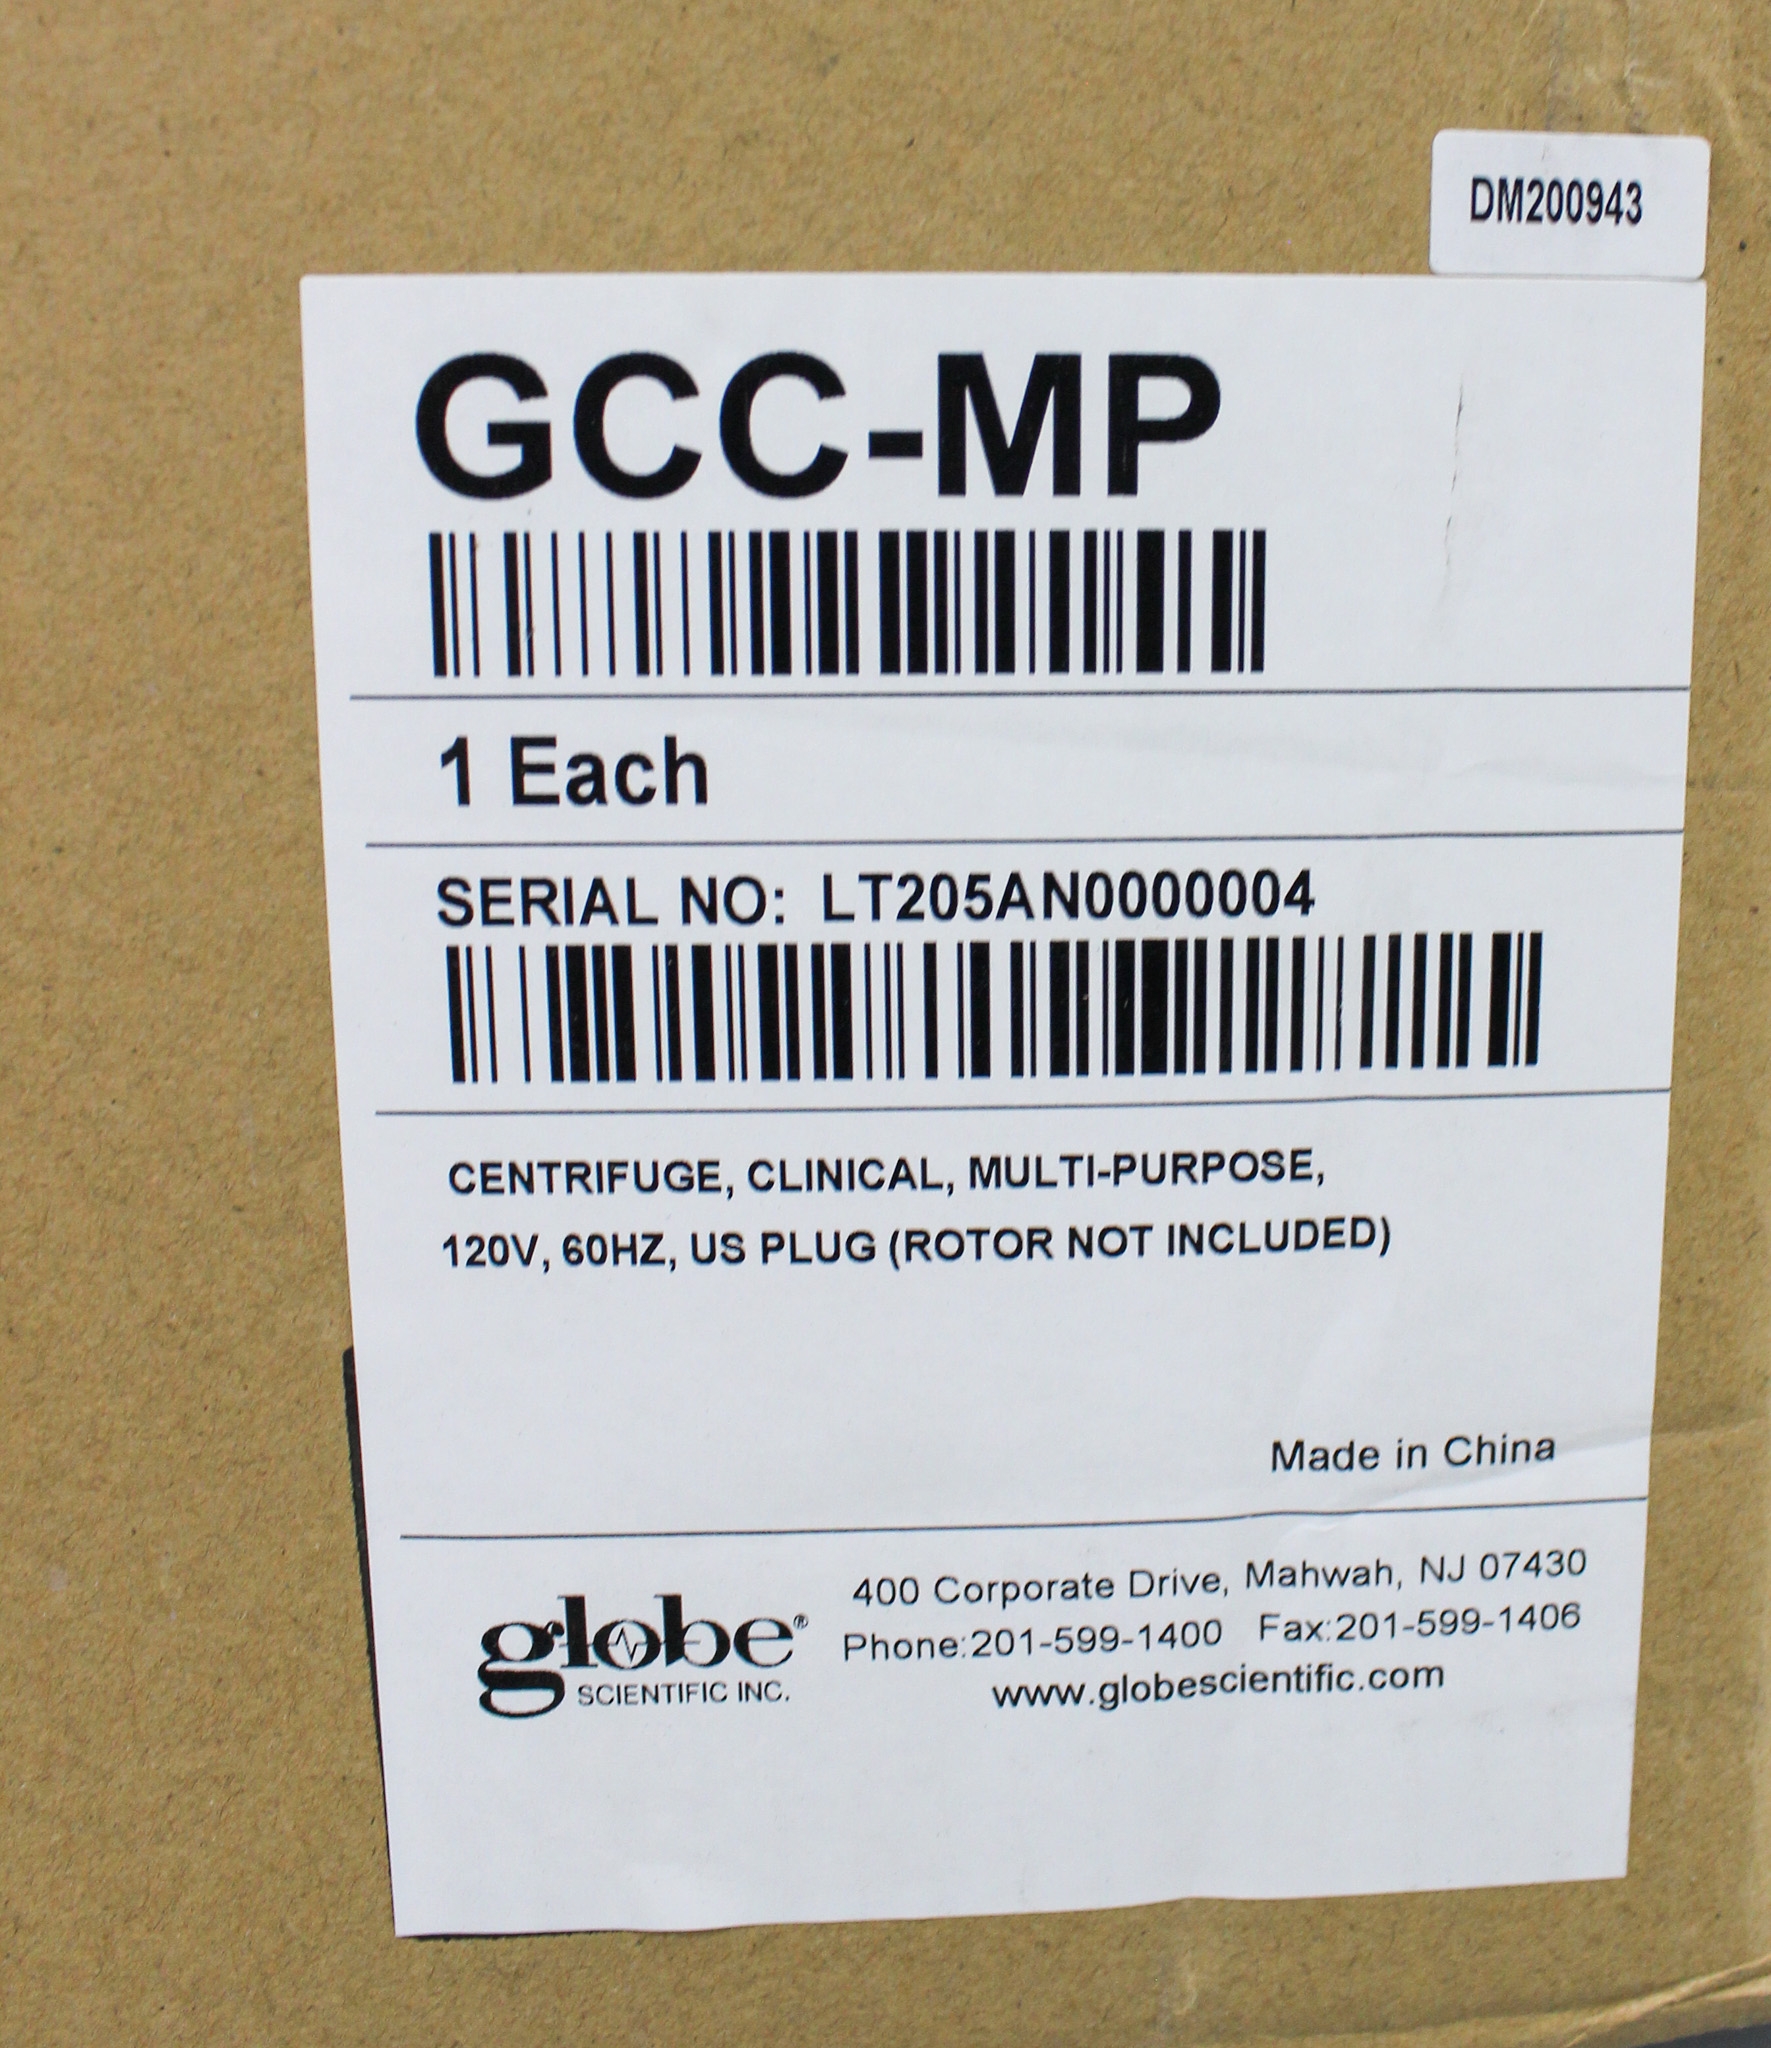 DM200943
GCC-MP
1 Each
SERIAL NO: LT205AN0000004
CENTRIFUGE, CLINICAL, MULTI-PURPOSE,
120V, 60HZ, US PLUG (ROTOR NOT INCLUDED)
Made in China
globe®
SCIENTIFIC INC.
400 Corporate Drive, Mahwah, NJ 07430
Phone:201-599-1400 Fax:201-599-1406
www.globescientific.com